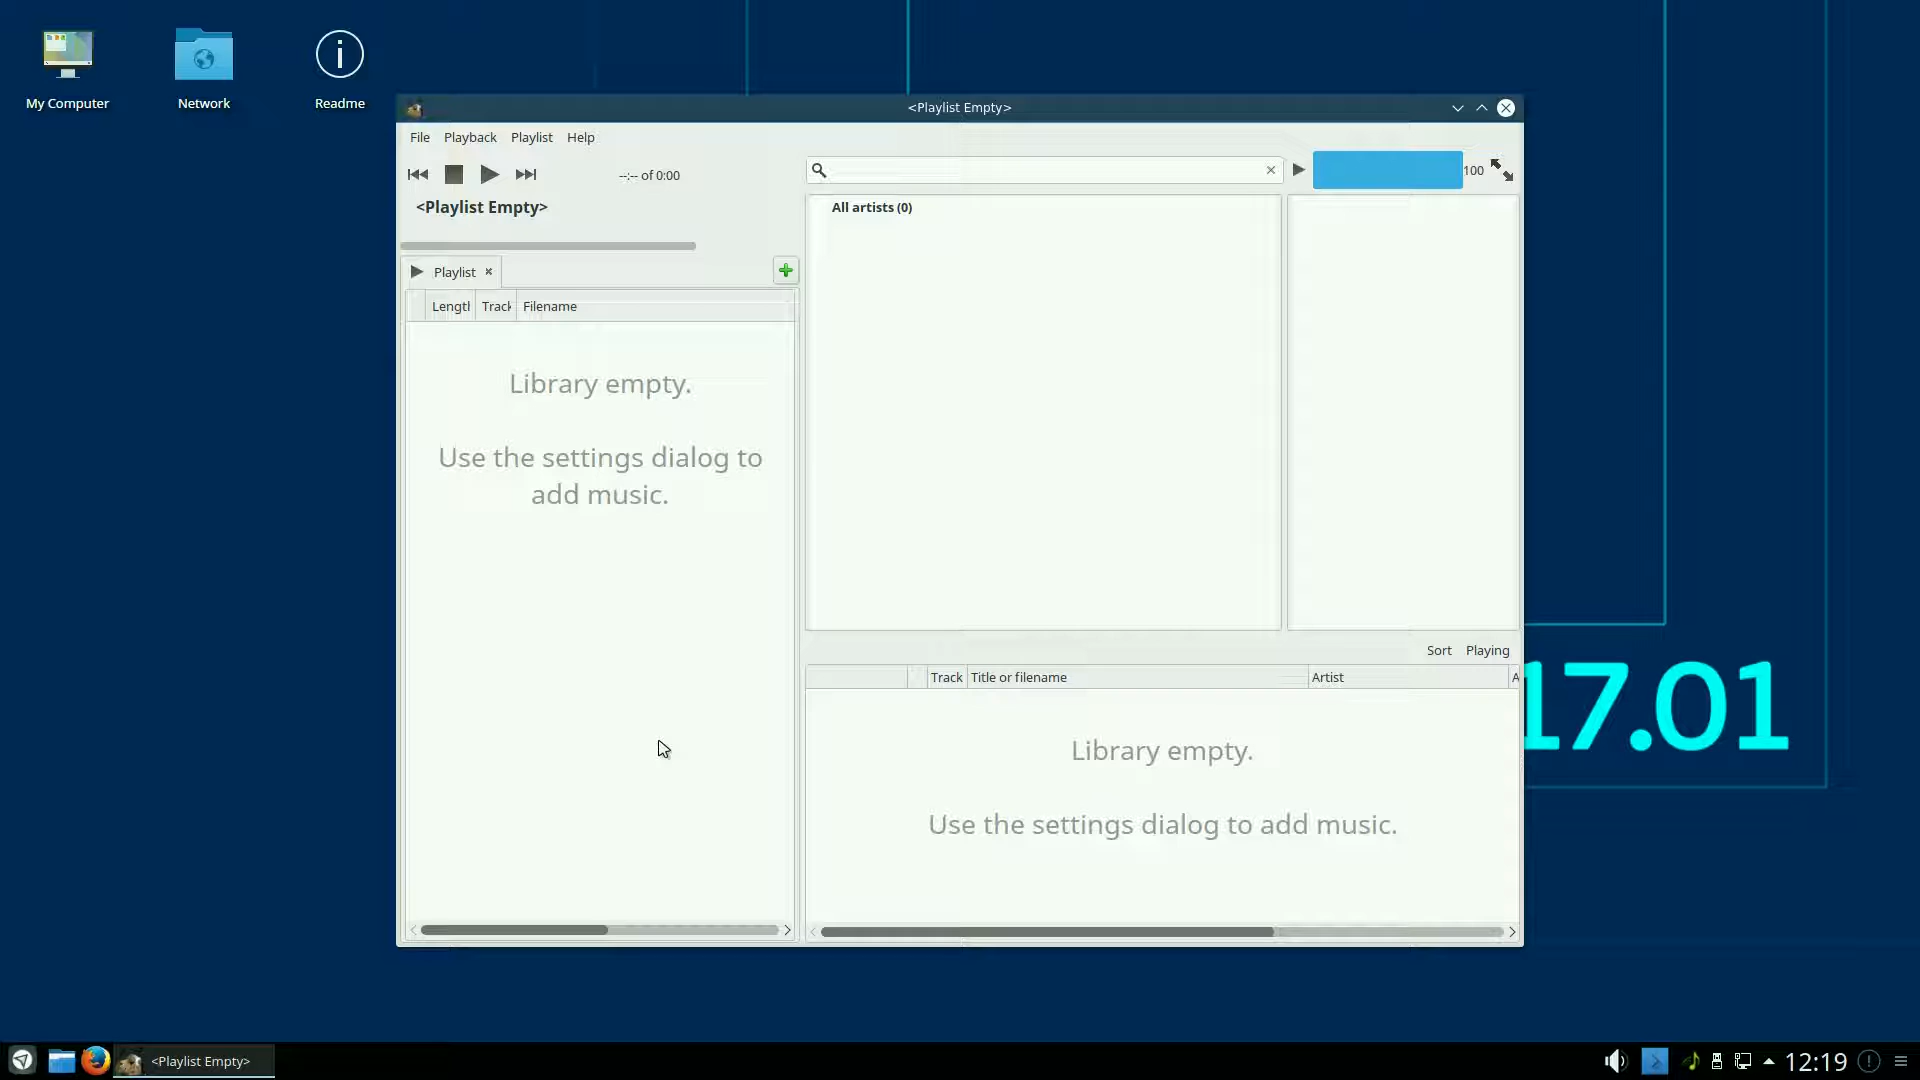 My Computer
Network
Readme
<Playlist Empty>
File Playback Playlist Help
--:-- of 0:00
100
<Playlist Empty>
All artists (0)
Playlist
Lengtl Track Filename
Library empty.
Use the settings dialog to
add music.
Sort Playing
Track Title or filename Artist A
Library empty.
Use the settings dialog to add music.
17.01
<Playlist Empty>
12:19